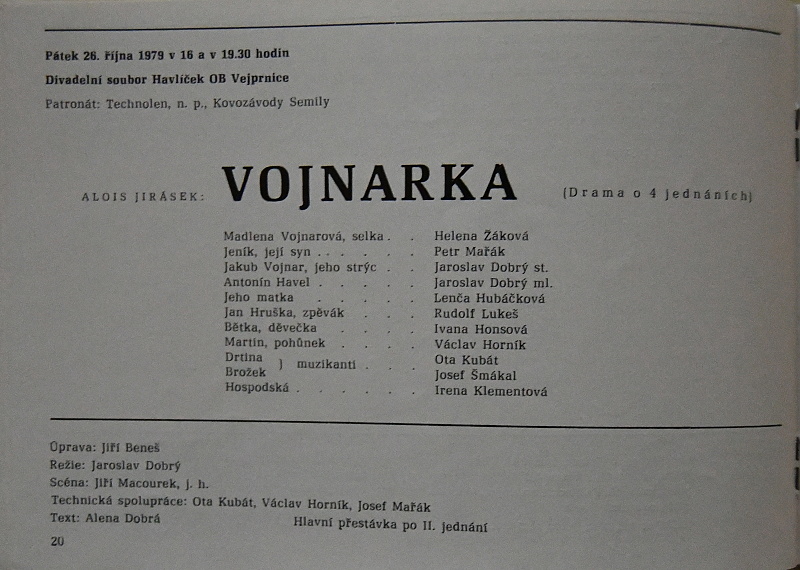 Pátek 26. října 1979 v 16 a v 19.30 hodin
Divadelní soubor Havlíček OB Vejprnice
Patronát: Technolen, n. p., Kovozávody Semily
ALOIS JIRÁSEK: VOJNARKA (Drama o 4 jednáních)
Madlena Vojnarová, selka . . Helena Žáková
Jeník, její syn . . . . . . Petr Mařák
Jakub Vojnar, jeho strýc . . Jaroslav Dobrý st.
Antonín Havel . . . . . Jaroslav Dobrý ml.
Jeho matka . . . . . Lenča Hubáčková
Jan Hruška, zpěvák . . . Rudolf Lukeš
Bětka, děvečka . . . . Ivana Honsová
Martin, pohůnek . . . . Václav Horník
Drtina ) muzikanti . . . Ota Kubát
Brožek Josef Šmákal
Hospodská . . . . . . Irena Klementová
Úprava: Jiří Beneš
Režie: Jaroslav Dobrý
Scéna: Jiří Macourek, j. h.
Technická spolupráce: Ota Kubát, Václav Horník, Josef Mařák
Text: Alena Dobrá Hlavní přestávka po II. jednání
20